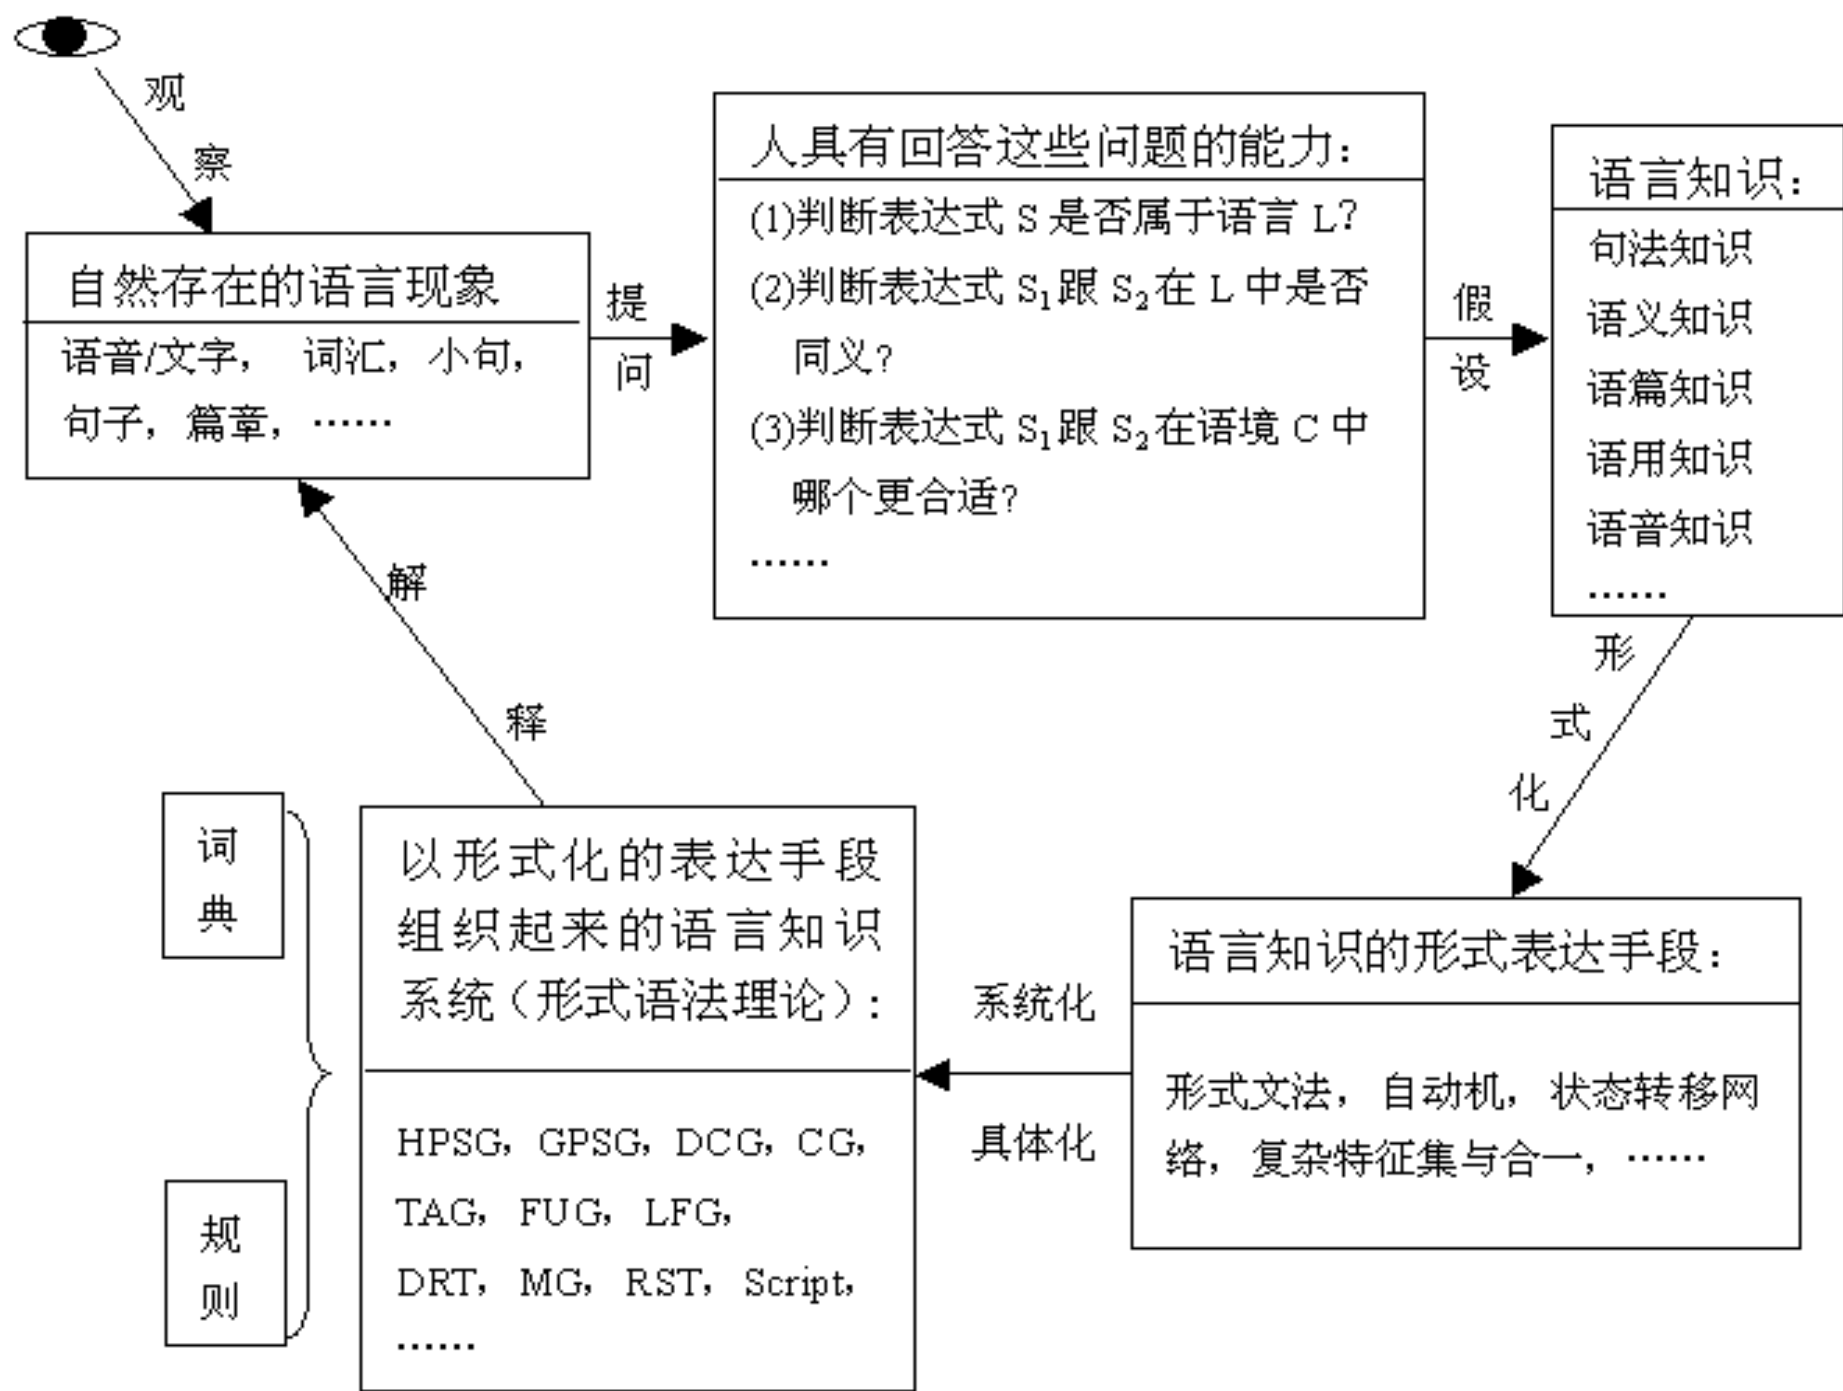 观
察
自然存在的语言现象
语音/文字， 词汇，小句，
句子，篇章，……
提
问
人具有回答这些问题的能力：
(1)判断表达式 S 是否属于语言 L？
(2)判断表达式 S₁跟 S₂在 L 中是否
同义？
(3)判断表达式 S₁跟 S₂在语境 C 中
哪个更合适？
……
假
设
语言知识：
句法知识
语义知识
语篇知识
语用知识
语音知识
……
形
式
化
语言知识的形式表达手段：
形式文法，自动机，状态转移网
络，复杂特征集与合一，……
系统化
具体化
以形式化的表达手段
组织起来的语言知识
系统（形式语法理论）：
HPSG，GPSG，DCG，CG，
TAG，FUG，LFG，
DRT，MG，RST，Script，
……
词
典
规
则
解
释